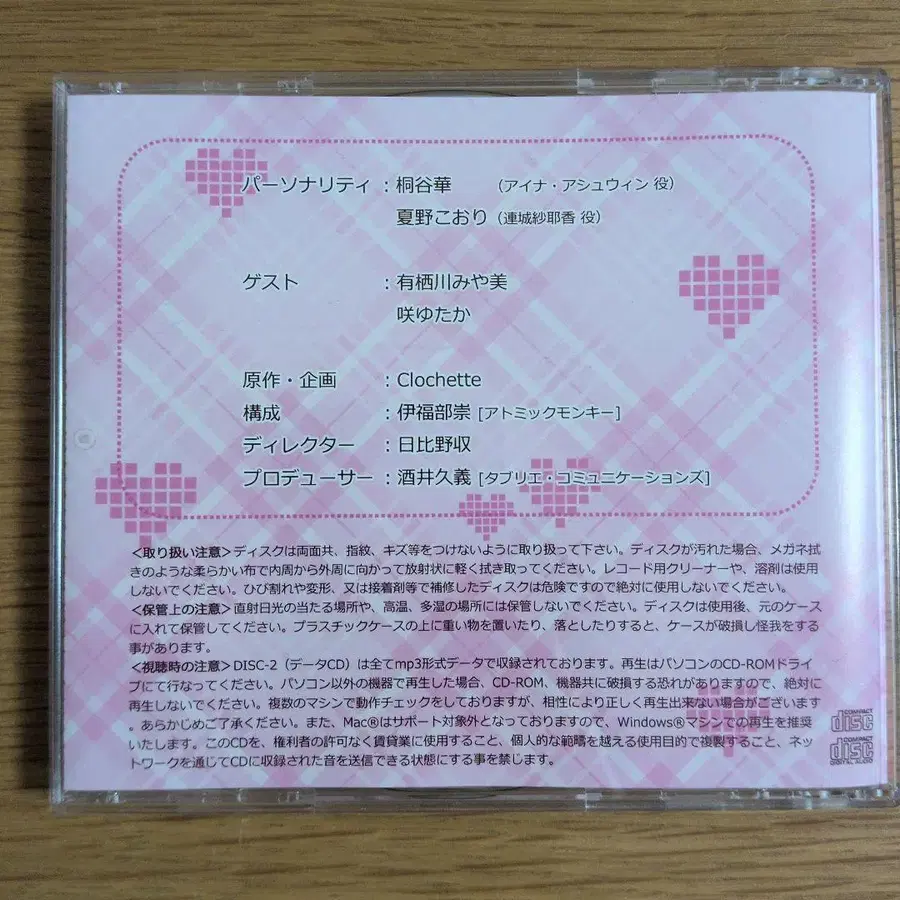 パーソナリティ : 桐谷華 (アイナ・アシュウィン 役)
夏野こおり (連城紗耶香 役)
ゲスト : 有栖川みや美
咲ゆたか
原作・企画 : Clochette
構成 : 伊福部崇 [アトミックモンキー]
ディレクター : 日比野収
プロデューサー : 酒井久義 [タブリエ・コミュニケーションズ]
<取り扱い注意>ディスクは両面共、指紋、キズ等をつけないように取り扱って下さい。ディスクが汚れた場合、メガネ拭
きのような柔らかい布で内周から外周に向かって放射状に軽く拭き取ってください。レコード用クリーナーや、溶剤は使用
しないでください。ひび割れや変形、又は接着剤等で補修したディスクは危険ですので絶対に使用しないでください。
<保管上の注意>直射日光の当たる場所や、高温、多湿の場所には保管しないでください。ディスクは使用後、元のケース
に入れて保管してください。プラスチックケースの上に重い物を置いたり、落としたりすると、ケースが破損し怪我をする
事があります。
<視聴時の注意>DISC-2（データCD）は全てmp3形式データで収録されております。再生はパソコンのCD-ROMドライ
ブにて行なってください。パソコン以外の機器で再生した場合、CD-ROM、機器共に破損する恐れがありますので、絶対に
再生しないでください。複数のマシンで動作チェックをしておりますが、相性により正しく再生出来ない場合がございます
。あらかじめご了承ください。また、Mac®はサポート対象外となっておりますので、Windows®マシンでの再生を推奨
いたします。このCDを、権利者の許可なく賃貸業に使用すること、個人的な範疇を越える使用目的で複製すること、ネッ
トワークを通じてCDに収録された音を送信できる状態にする事を禁じます。
COMPACT
disc
COMPACT
disc
DIGITAL AUDIO